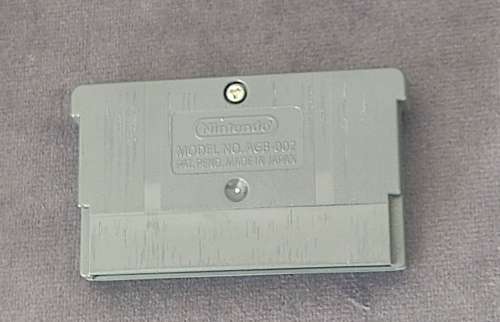 Nintendo
MODEL NO. AGB-002
PAT. PEND. MADE IN JAPAN